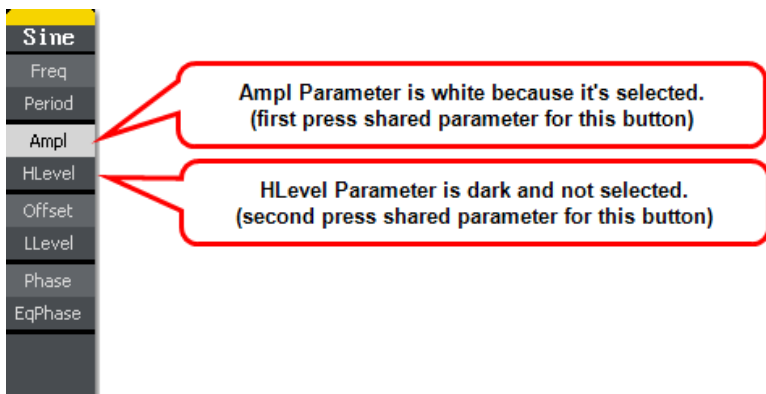 Sine
Freq
Period
Ampl
HLevel
Offset
LLevel
Phase
EqPhase
Ampl Parameter is white because it's selected.
(first press shared parameter for this button)
HLevel Parameter is dark and not selected.
(second press shared parameter for this button)